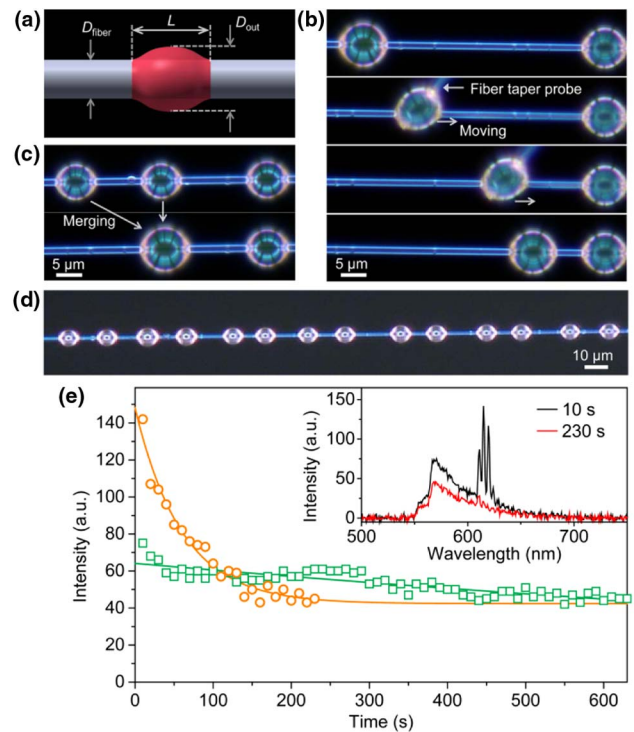 (a)
D_fiber
L
D_out
(b)
Fiber taper probe
Moving
(c)
Merging
5 μm
5 μm
(d)
10 μm
(e)
Intensity (a.u.)
140
120
100
80
60
40
20
0
0 100 200 300 400 500 600
Time (s)
Intensity (a.u.)
150
100
50
0
500 600 700
Wavelength (nm)
10 s
230 s